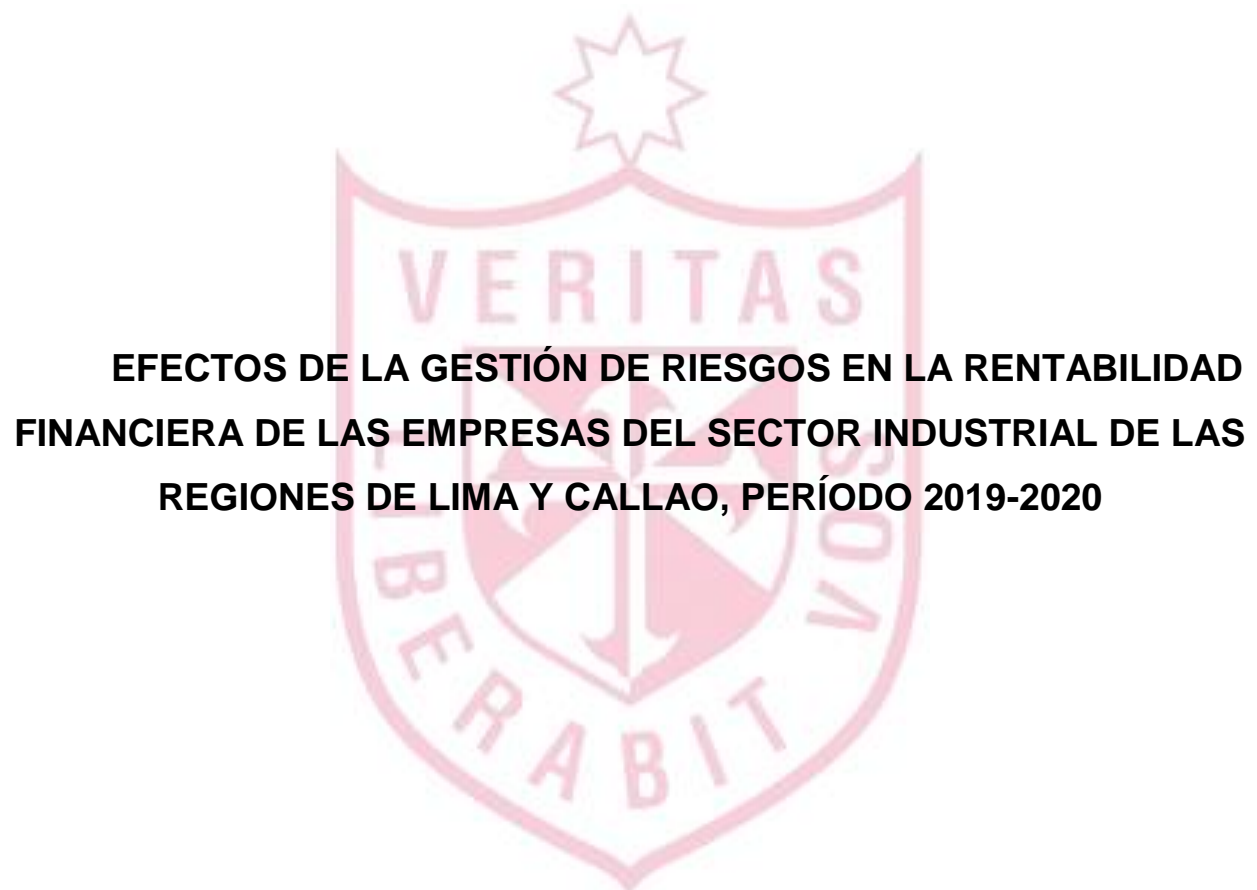 VERITAS
EFECTOS DE LA GESTIÓN DE RIESGOS EN LA RENTABILIDAD
FINANCIERA DE LAS EMPRESAS DEL SECTOR INDUSTRIAL DE LAS
REGIONES DE LIMA Y CALLAO, PERÍODO 2019-2020
LIBERABIT VOS